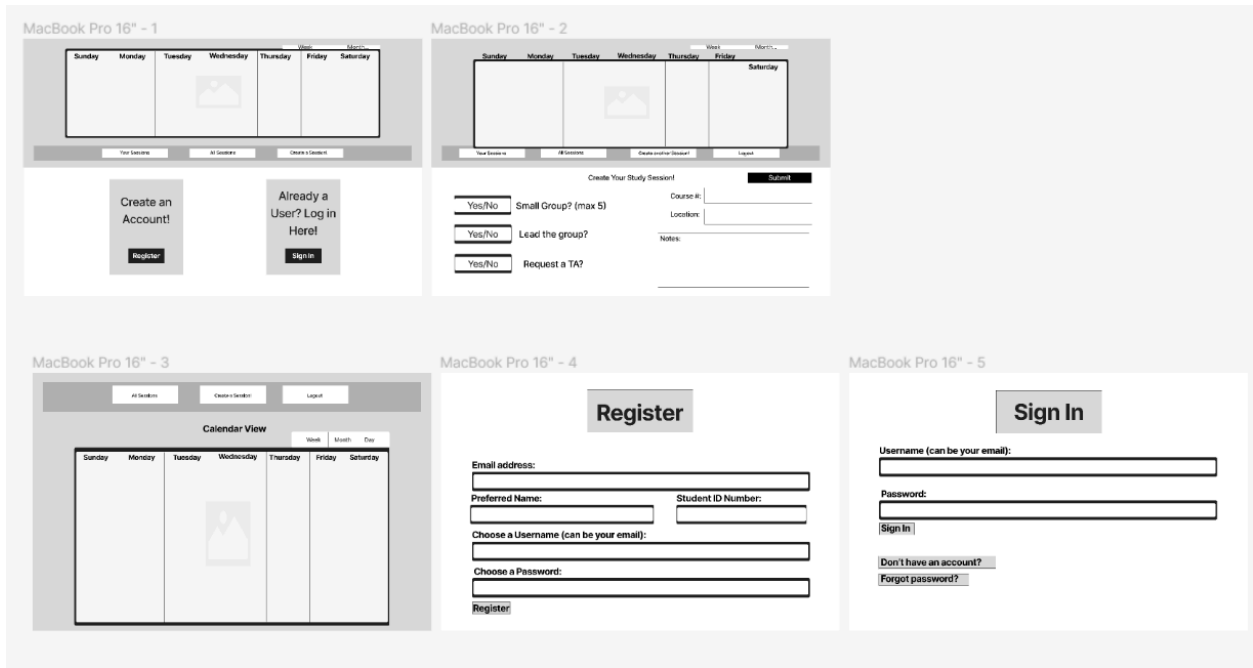 MacBook Pro 16" - 1
Week Month...
Sunday Monday Tuesday Wednesday Thursday Friday Saturday
Your Sessions All Sessions Create a Session
Create an
Account!
Register
Already a
User? Log in
Here!
Sign In
MacBook Pro 16" - 2
Week Month...
Sunday Monday Tuesday Wednesday Thursday Friday
Saturday
Your Sessions All Sessions Create another Session? Logout
Create Your Study Session! Submit
Yes/No Small Group? (max 5)
Yes/No Lead the group?
Yes/No Request a TA?
Course #:
Location:
Notes:
MacBook Pro 16" - 3
All Sessions Create a Session Logout
Calendar View
Week Month Day
Sunday Monday Tuesday Wednesday Thursday Friday Saturday
MacBook Pro 16" - 4
Register
Email address:
Preferred Name: Student ID Number:
Choose a Username (can be your email):
Choose a Password:
Register
MacBook Pro 16" - 5
Sign In
Username (can be your email):
Password:
Sign In
Don't have an account?
Forgot password?